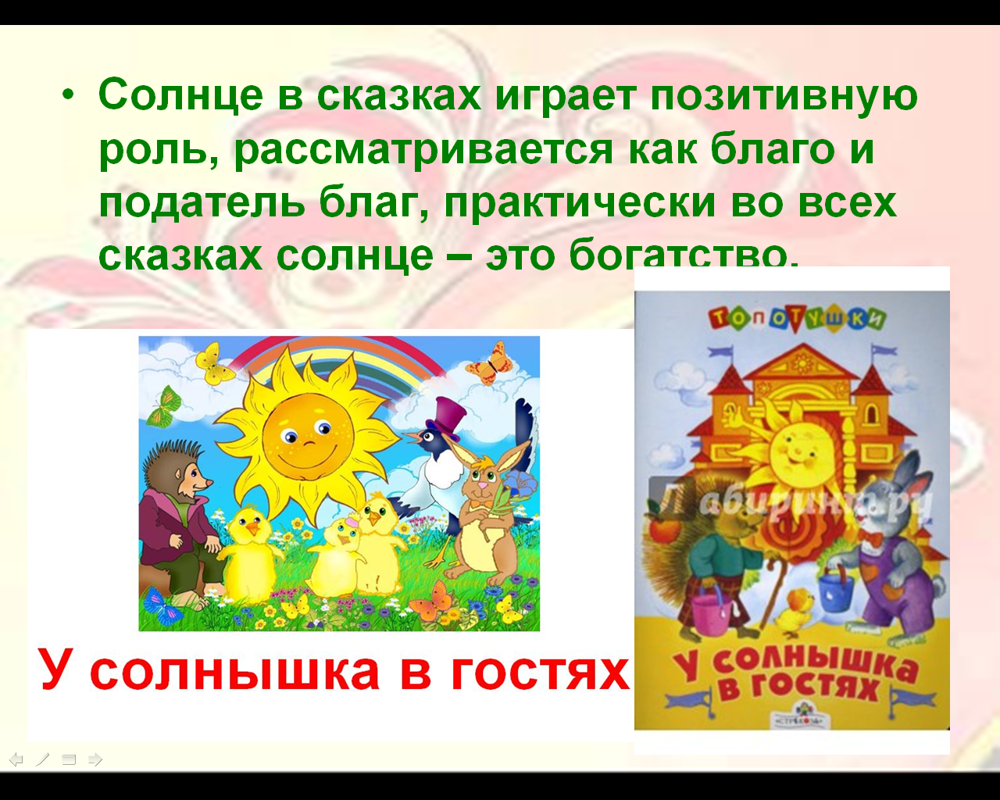 • Солнце в сказках играет позитивную
роль, рассматривается как благо и
податель благ, практически во всех
сказках солнце – это богатство.
ТОПОТУШКИ
Лабиринт.ру
У СОЛНЫШКА
В ГОСТЯХ
«СТРЕКОЗА»
У солнышка в гостях